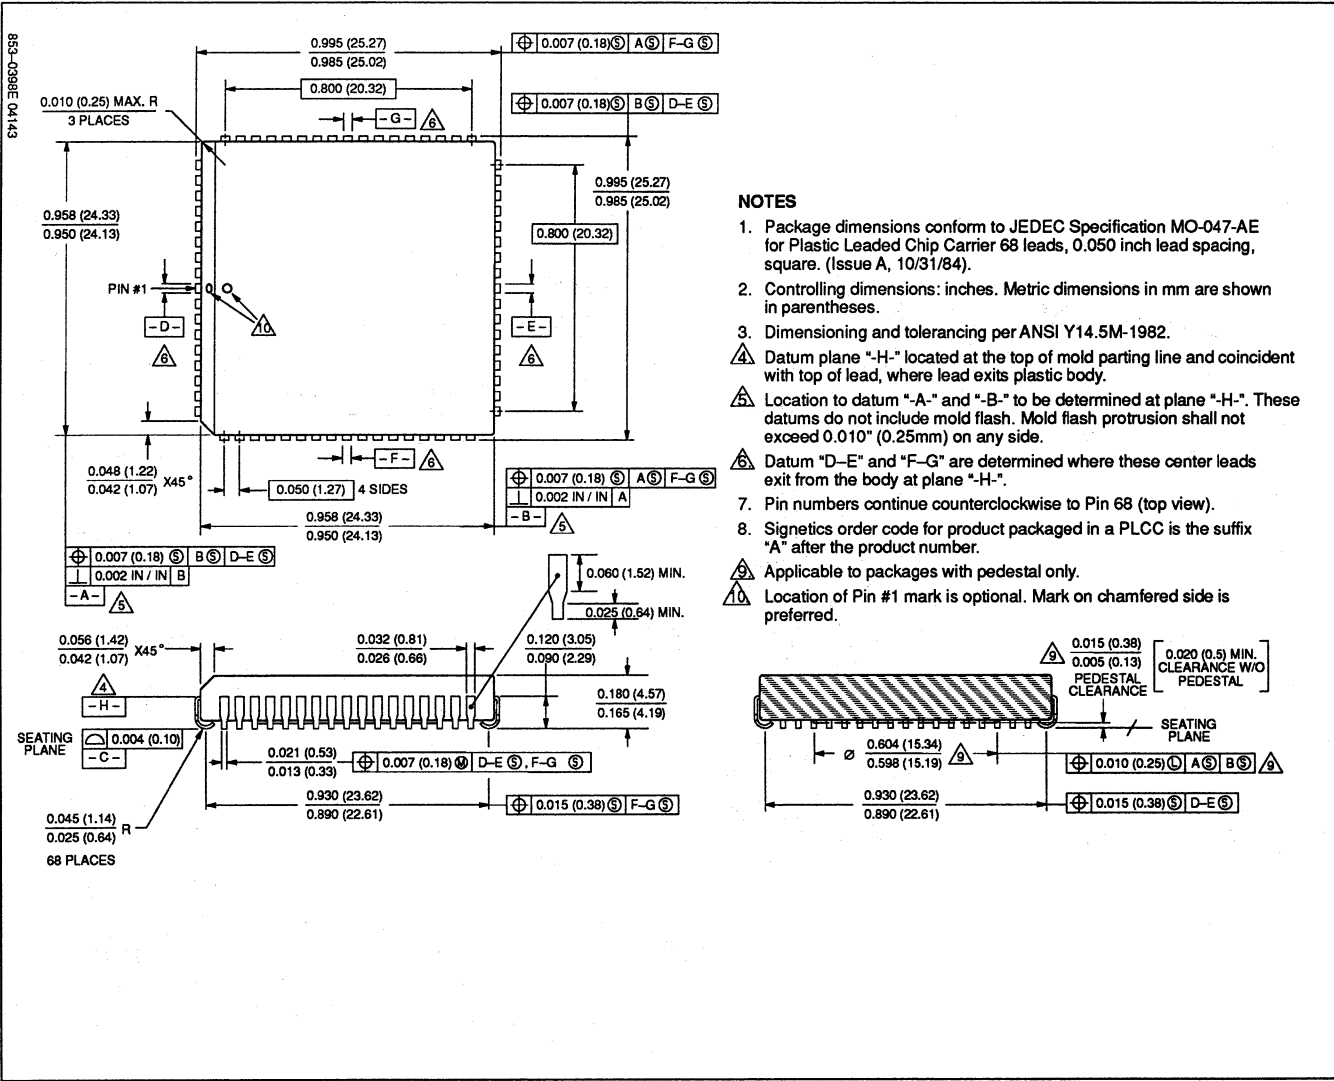 853-0398E 04143
0.995 (25.27)
0.985 (25.02)
⌖ 0.007 (0.18)Ⓢ AⓈ F–G Ⓢ
0.800 (20.32)
0.010 (0.25) MAX. R
3 PLACES
-G- 6
⌖ 0.007 (0.18)Ⓢ BⓈ D–E Ⓢ
0.995 (25.27)
0.985 (25.02)
0.958 (24.33)
0.950 (24.13)
0.800 (20.32)
PIN #1
-D-
6
10
-E-
6
0.048 (1.22)
0.042 (1.07) X45°
-F- 6
0.050 (1.27) 4 SIDES
0.958 (24.33)
0.950 (24.13)
⌖ 0.007 (0.18) Ⓢ AⓈ F–G Ⓢ
⊥ 0.002 IN / IN A
-B-
5
⌖ 0.007 (0.18) Ⓢ BⓈ D–E Ⓢ
⊥ 0.002 IN / IN B
-A-
5
0.060 (1.52) MIN.
0.025 (0.64) MIN.
NOTES
1. Package dimensions conform to JEDEC Specification MO-047-AE
for Plastic Leaded Chip Carrier 68 leads, 0.050 inch lead spacing,
square. (Issue A, 10/31/84).
2. Controlling dimensions: inches. Metric dimensions in mm are shown
in parentheses.
3. Dimensioning and tolerancing per ANSI Y14.5M-1982.
4 Datum plane "-H-" located at the top of mold parting line and coincident
with top of lead, where lead exits plastic body.
5 Location to datum "-A-" and "-B-" to be determined at plane "-H-". These
datums do not include mold flash. Mold flash protrusion shall not
exceed 0.010" (0.25mm) on any side.
6 Datum "D–E" and "F–G" are determined where these center leads
exit from the body at plane "-H-".
7. Pin numbers continue counterclockwise to Pin 68 (top view).
8. Signetics order code for product packaged in a PLCC is the suffix
"A" after the product number.
9 Applicable to packages with pedestal only.
10 Location of Pin #1 mark is optional. Mark on chamfered side is
preferred.
0.056 (1.42)
0.042 (1.07) X45°
0.032 (0.81)
0.026 (0.66)
0.120 (3.05)
0.090 (2.29)
4
-H-
0.180 (4.57)
0.165 (4.19)
SEATING
PLANE
⌓ 0.004 (0.10)
-C-
0.021 (0.53)
0.013 (0.33)
⌖ 0.007 (0.18) Ⓜ D–E Ⓢ, F–G Ⓢ
0.930 (23.62)
0.890 (22.61)
⌖ 0.015 (0.38)Ⓢ F–G Ⓢ
0.045 (1.14)
0.025 (0.64) R
68 PLACES
9
0.015 (0.38)
0.005 (0.13)
PEDESTAL
CLEARANCE
0.020 (0.5) MIN.
CLEARANCE W/O
PEDESTAL
SEATING
PLANE
⌀ 0.604 (15.34)
0.598 (15.19) 9
⌖ 0.010 (0.25)Ⓛ AⓈ BⓈ 9
0.930 (23.62)
0.890 (22.61)
⌖ 0.015 (0.38)Ⓢ D–E Ⓢ